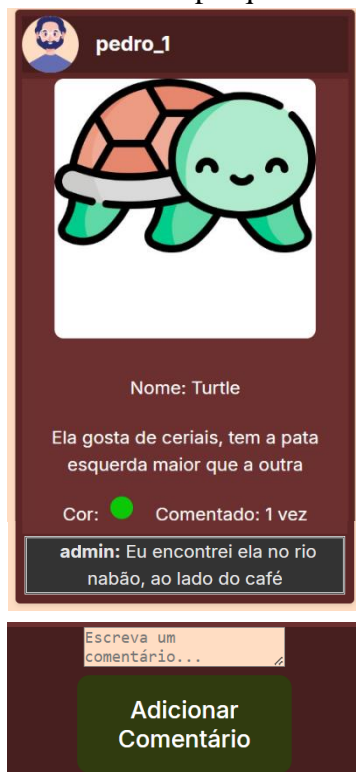 pedro_1
Nome: Turtle
Ela gosta de ceriais, tem a pata
esquerda maior que a outra
Cor: Comentado: 1 vez
admin: Eu encontrei ela no rio
nabão, ao lado do café
Escreva um
comentário...
Adicionar
Comentário